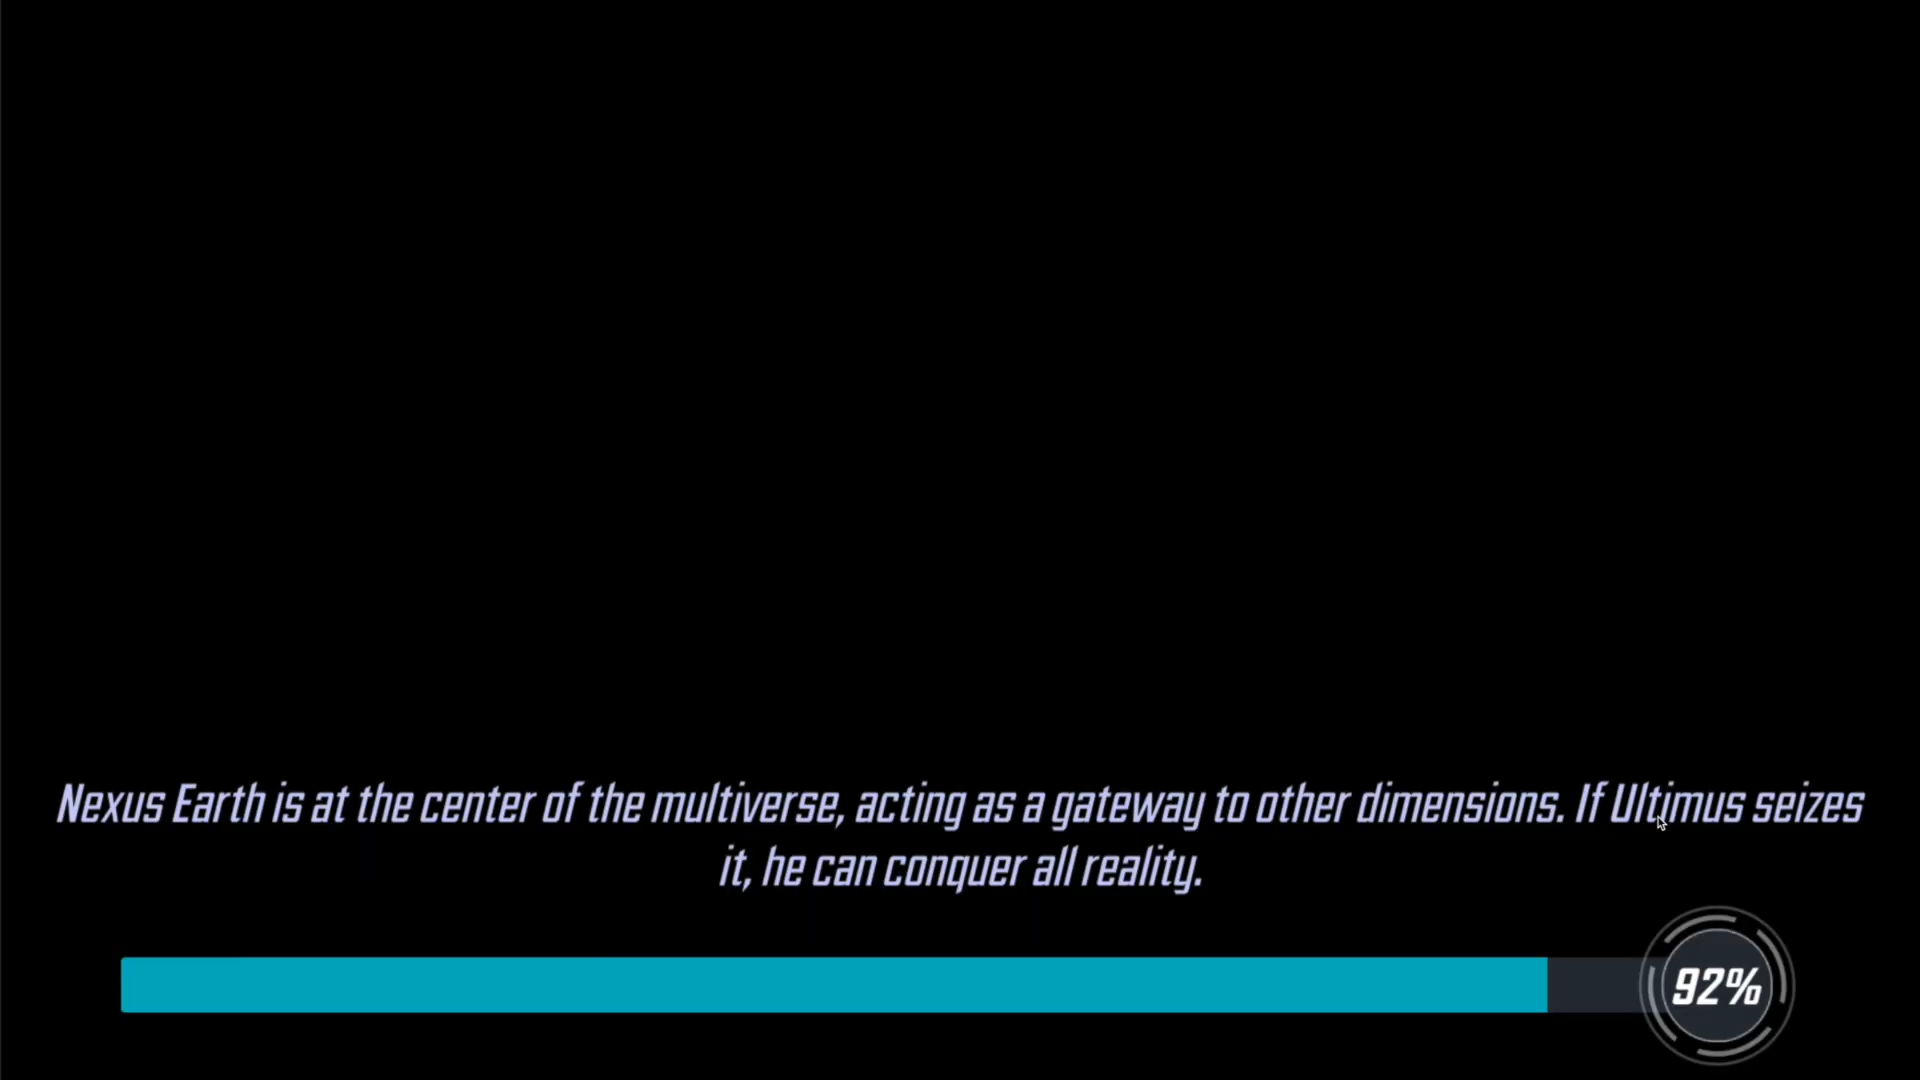 Nexus Earth is at the center of the multiverse, acting as a gateway to other dimensions. If Ultimus seizes
it, he can conquer all reality.
92%